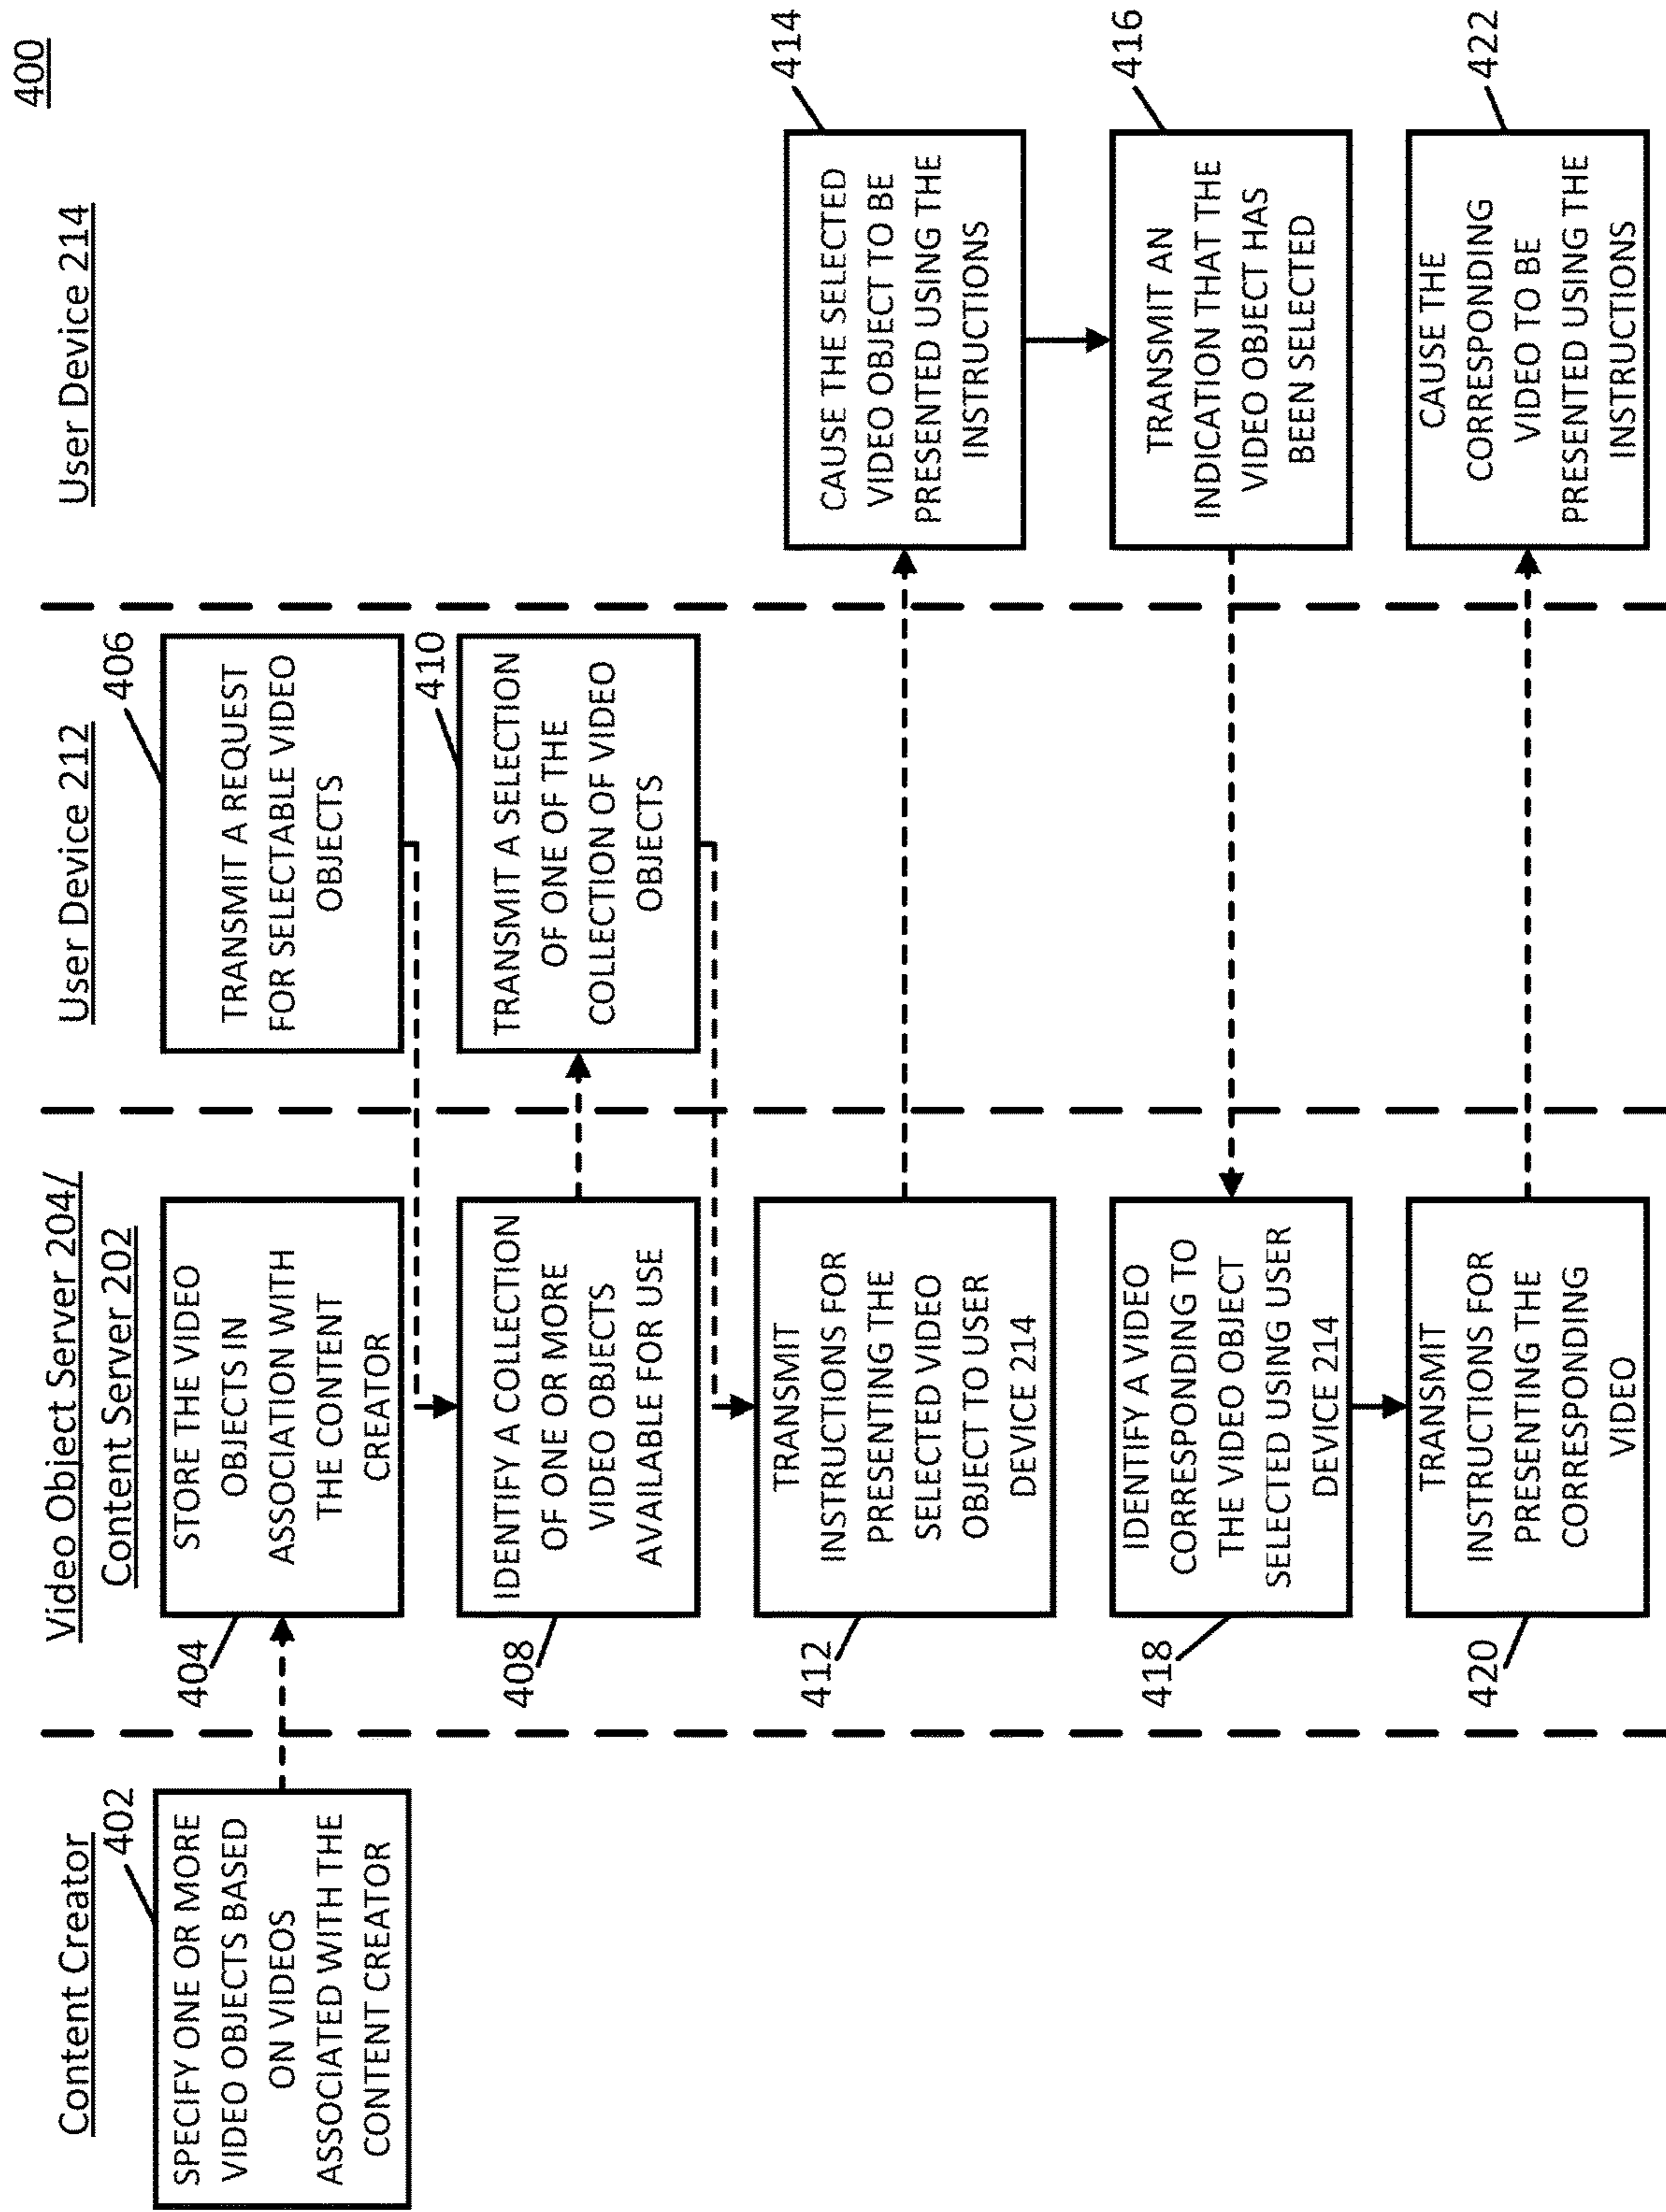 400
Content Creator
Video Object Server 204/
Content Server 202
User Device 212
User Device 214
402
SPECIFY ONE OR MORE
VIDEO OBJECTS BASED
ON VIDEOS
ASSOCIATED WITH THE
CONTENT CREATOR
404
STORE THE VIDEO
OBJECTS IN
ASSOCIATION WITH
THE CONTENT
CREATOR
406
TRANSMIT A REQUEST
FOR SELECTABLE VIDEO
OBJECTS
408
IDENTIFY A COLLECTION
OF ONE OR MORE
VIDEO OBJECTS
AVAILABLE FOR USE
410
TRANSMIT A SELECTION
OF ONE OF THE
COLLECTION OF VIDEO
OBJECTS
412
TRANSMIT
INSTRUCTIONS FOR
PRESENTING THE
SELECTED VIDEO
OBJECT TO USER
DEVICE 214
414
CAUSE THE SELECTED
VIDEO OBJECT TO BE
PRESENTED USING THE
INSTRUCTIONS
416
TRANSMIT AN
INDICATION THAT THE
VIDEO OBJECT HAS
BEEN SELECTED
418
IDENTIFY A VIDEO
CORRESPONDING TO
THE VIDEO OBJECT
SELECTED USING USER
DEVICE 214
420
TRANSMIT
INSTRUCTIONS FOR
PRESENTING THE
CORRESPONDING
VIDEO
422
CAUSE THE
CORRESPONDING
VIDEO TO BE
PRESENTED USING THE
INSTRUCTIONS